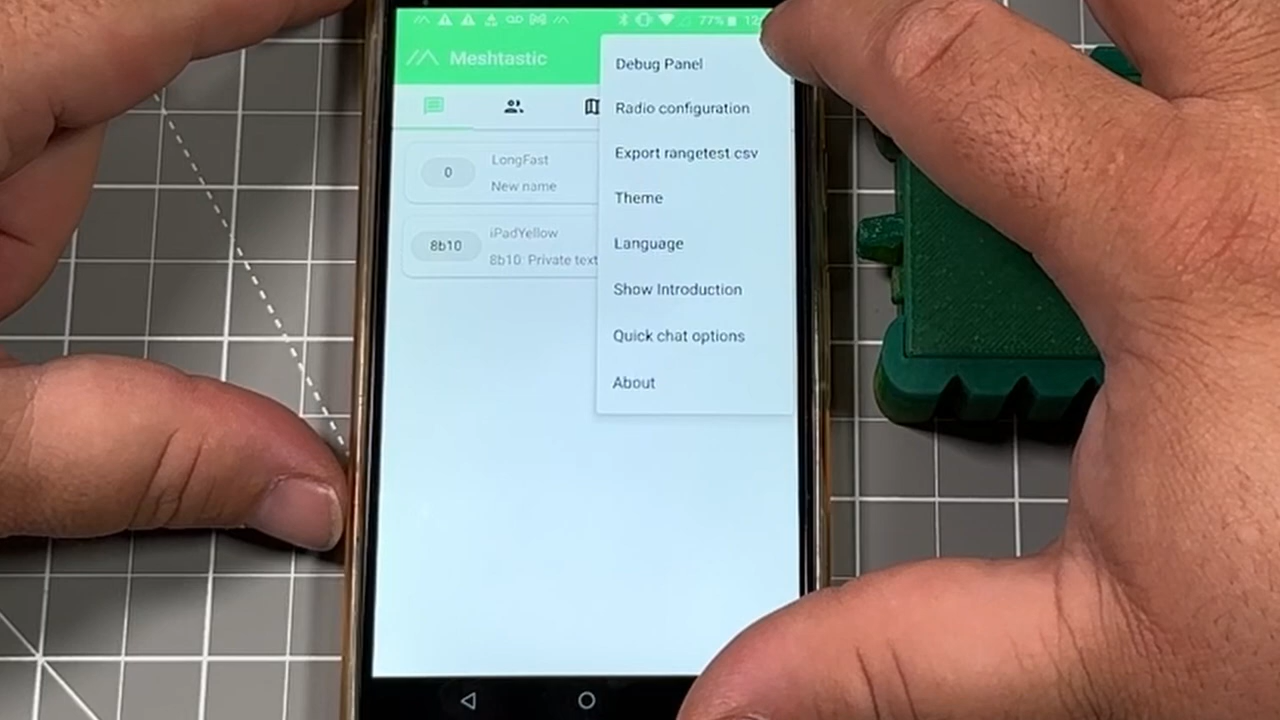 77%
Meshtastic
Debug Panel
Radio configuration
Export rangetest.csv
Theme
Language
Show Introduction
Quick chat options
About
0
LongFast
New name
8b10
iPadYellow
8b10: Private text